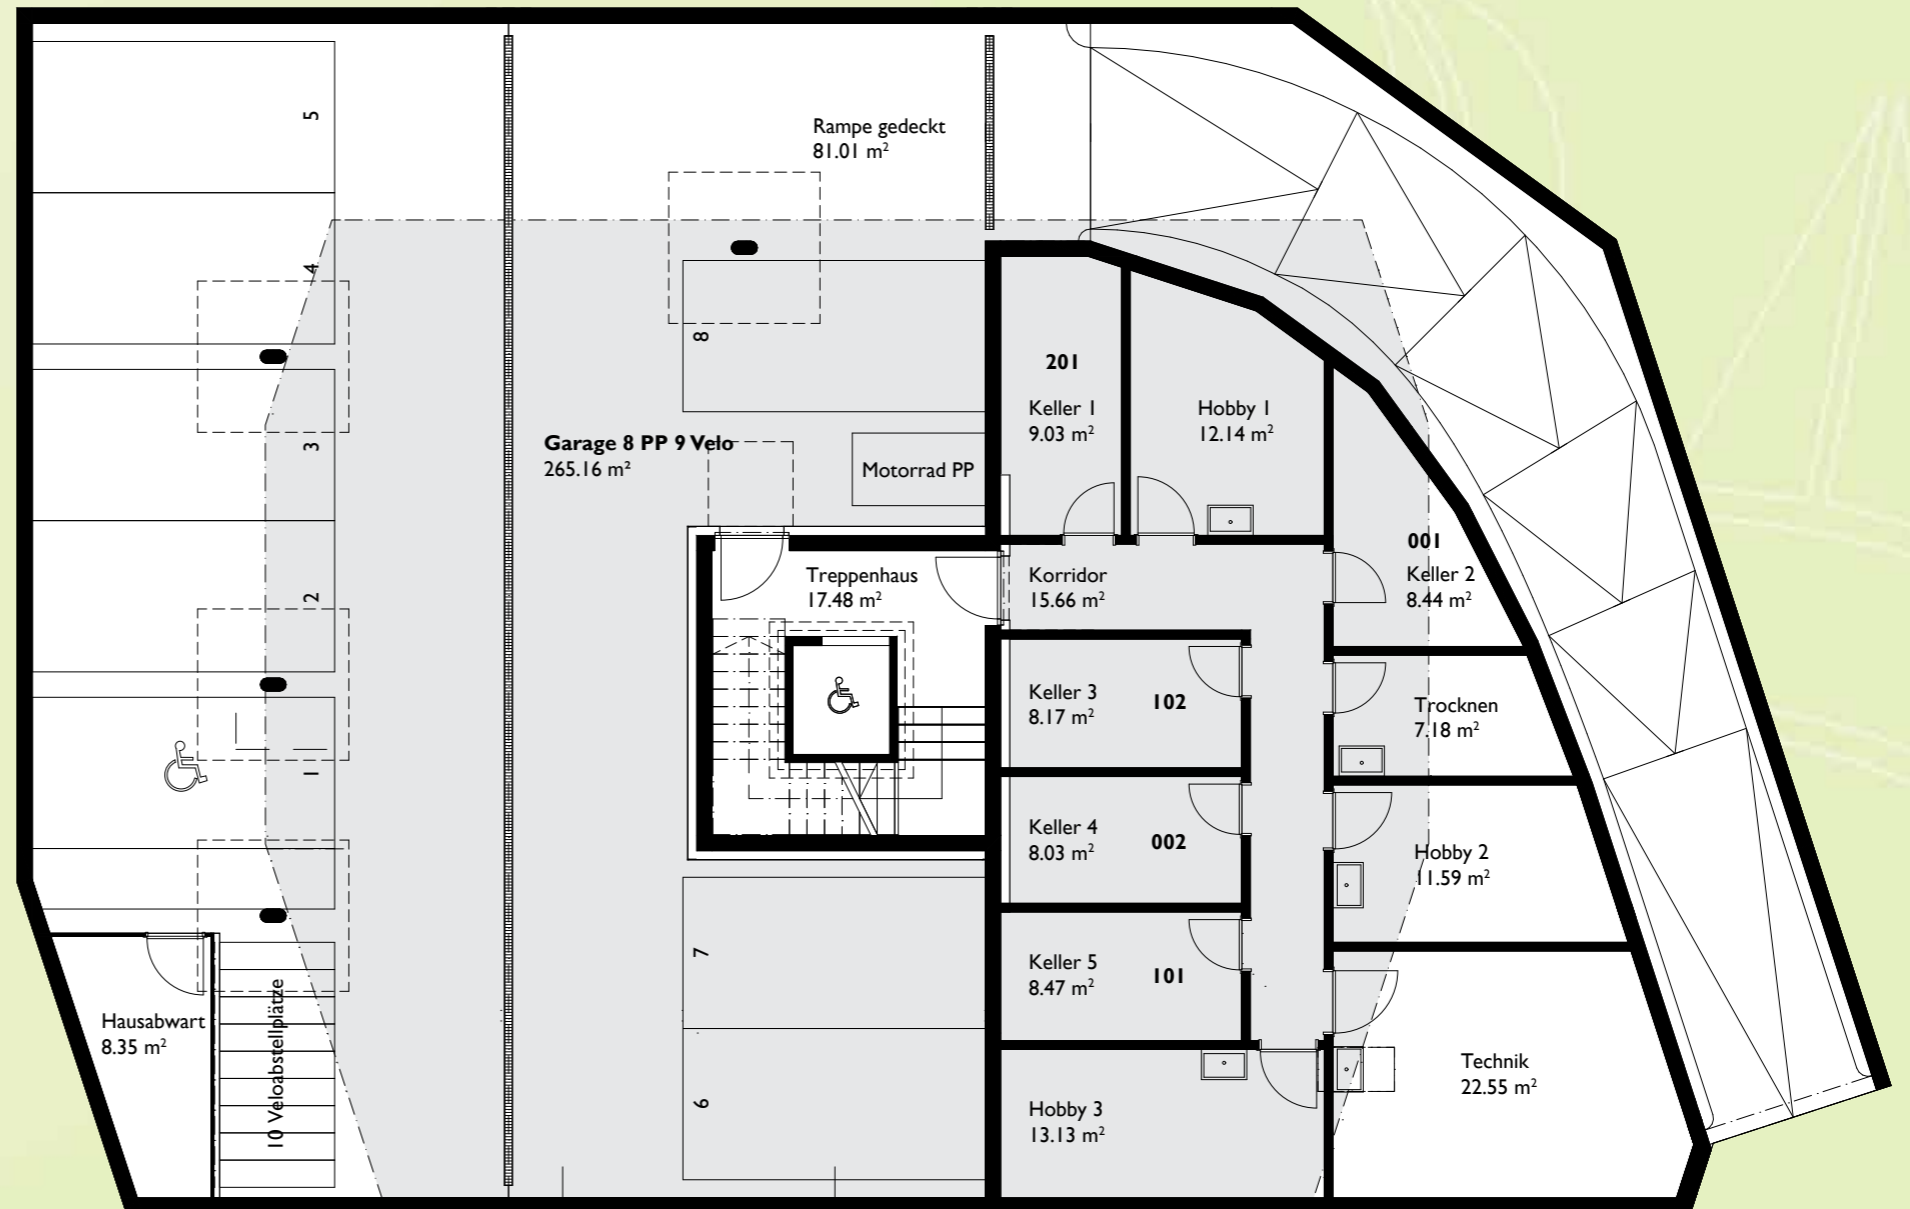 5
Rampe gedeckt
81.01 m²
4
8
201
Keller 1
9.03 m²
Hobby 1
12.14 m²
3
Garage 8 PP 9 Velo
265.16 m²
Motorrad PP
001
Keller 2
8.44 m²
2
Treppenhaus
17.48 m²
Korridor
15.66 m²
Keller 3
8.17 m²
102
Trocknen
7.18 m²
1
Keller 4
8.03 m²
002
Hobby 2
11.59 m²
7
Keller 5
8.47 m²
101
Hausabwart
8.35 m²
10 Veloabstellplätze
6
Hobby 3
13.13 m²
Technik
22.55 m²